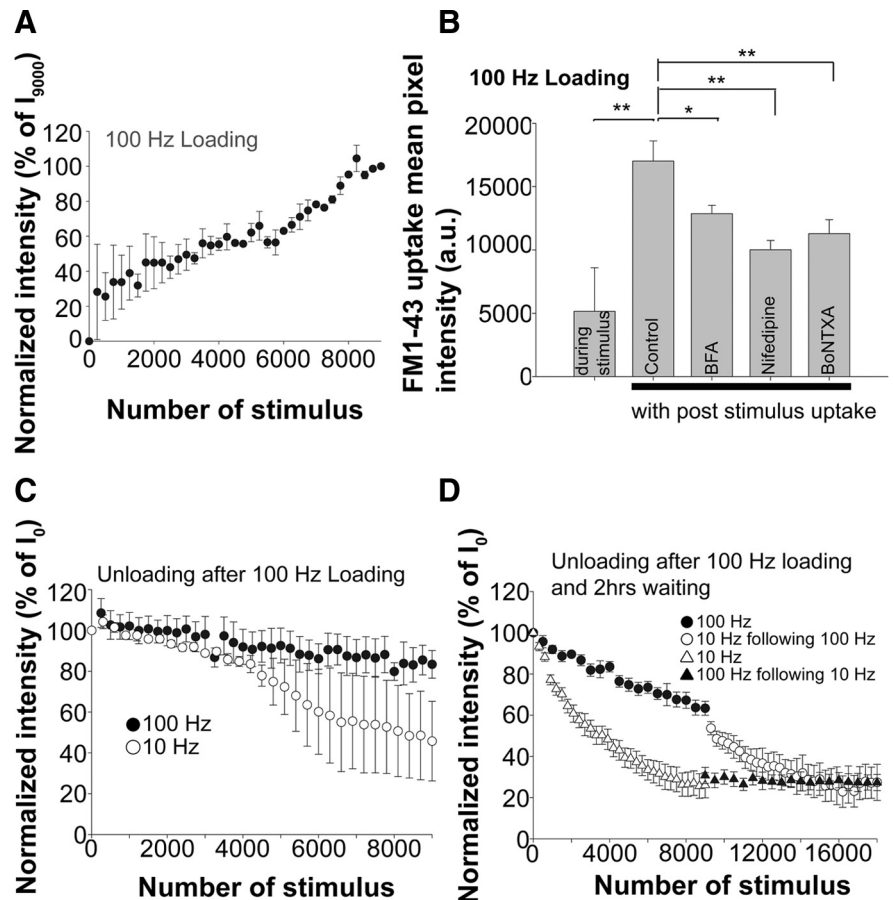 A
Normalized intensity (% of I9000)
100 Hz Loading
120
100
80
60
40
20
0
0 2000 4000 6000 8000
Number of stimulus
B
FM1-43 uptake mean pixel
intensity (a.u.)
100 Hz Loading
**
**
** *
20000
15000
10000
5000
0
during
stimulus
Control
BFA
Nifedipine
BoNTXA
with post stimulus uptake
C
Normalized intensity (% of I0)
Unloading after 100 Hz Loading
120
100
80
60
40
20
0
100 Hz
10 Hz
0 2000 4000 6000 8000
Number of stimulus
D
Normalized intensity (% of I0)
Unloading after 100 Hz loading
and 2hrs waiting
120
100
80
60
40
20
0
100 Hz
10 Hz following 100 Hz
10 Hz
100 Hz following 10 Hz
0 4000 8000 12000 16000
Number of stimulus